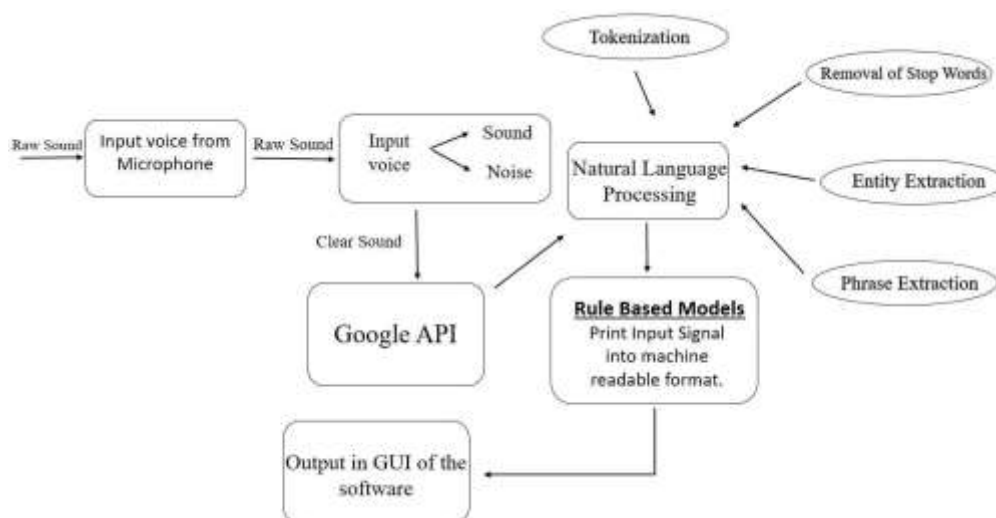 Tokenization
Removal of Stop Words
Raw Sound
Input voice from
Microphone
Raw Sound
Input
voice
Sound
Noise
Natural Language
Processing
Entity Extraction
Clear Sound
Phrase Extraction
Google API
Rule Based Models
Print Input Signal
into machine
readable format.
Output in GUI of the
software